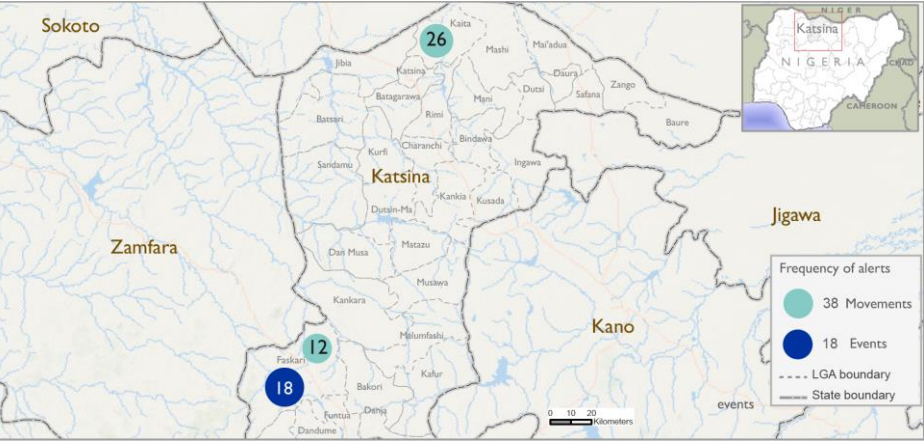 Sokoto
Kaita
26
Mashi
Mai'adua
Jibia
Katsina
Daura
Zango
Dutsi
Safana
Batagarawa
Mani
Rimi
Baure
Batsari
Bindawa
Charanchi
Kurfi
Ingawa
Sandamu
Katsina
Kankia
Kusada
Dutsin-Ma
Jigawa
Zamfara
Matazu
Dan Musa
Musawa
Kankara
Kano
Malumfashi
12
Faskari
Kafur
18
Bakori
Danja
Funtua
Dandume
0 10 20
Kilometers
events
NIGER
Katsina
NIGERIA
CHAD
CAMEROON
Frequency of alerts
38 Movements
18 Events
LGA boundary
State boundary